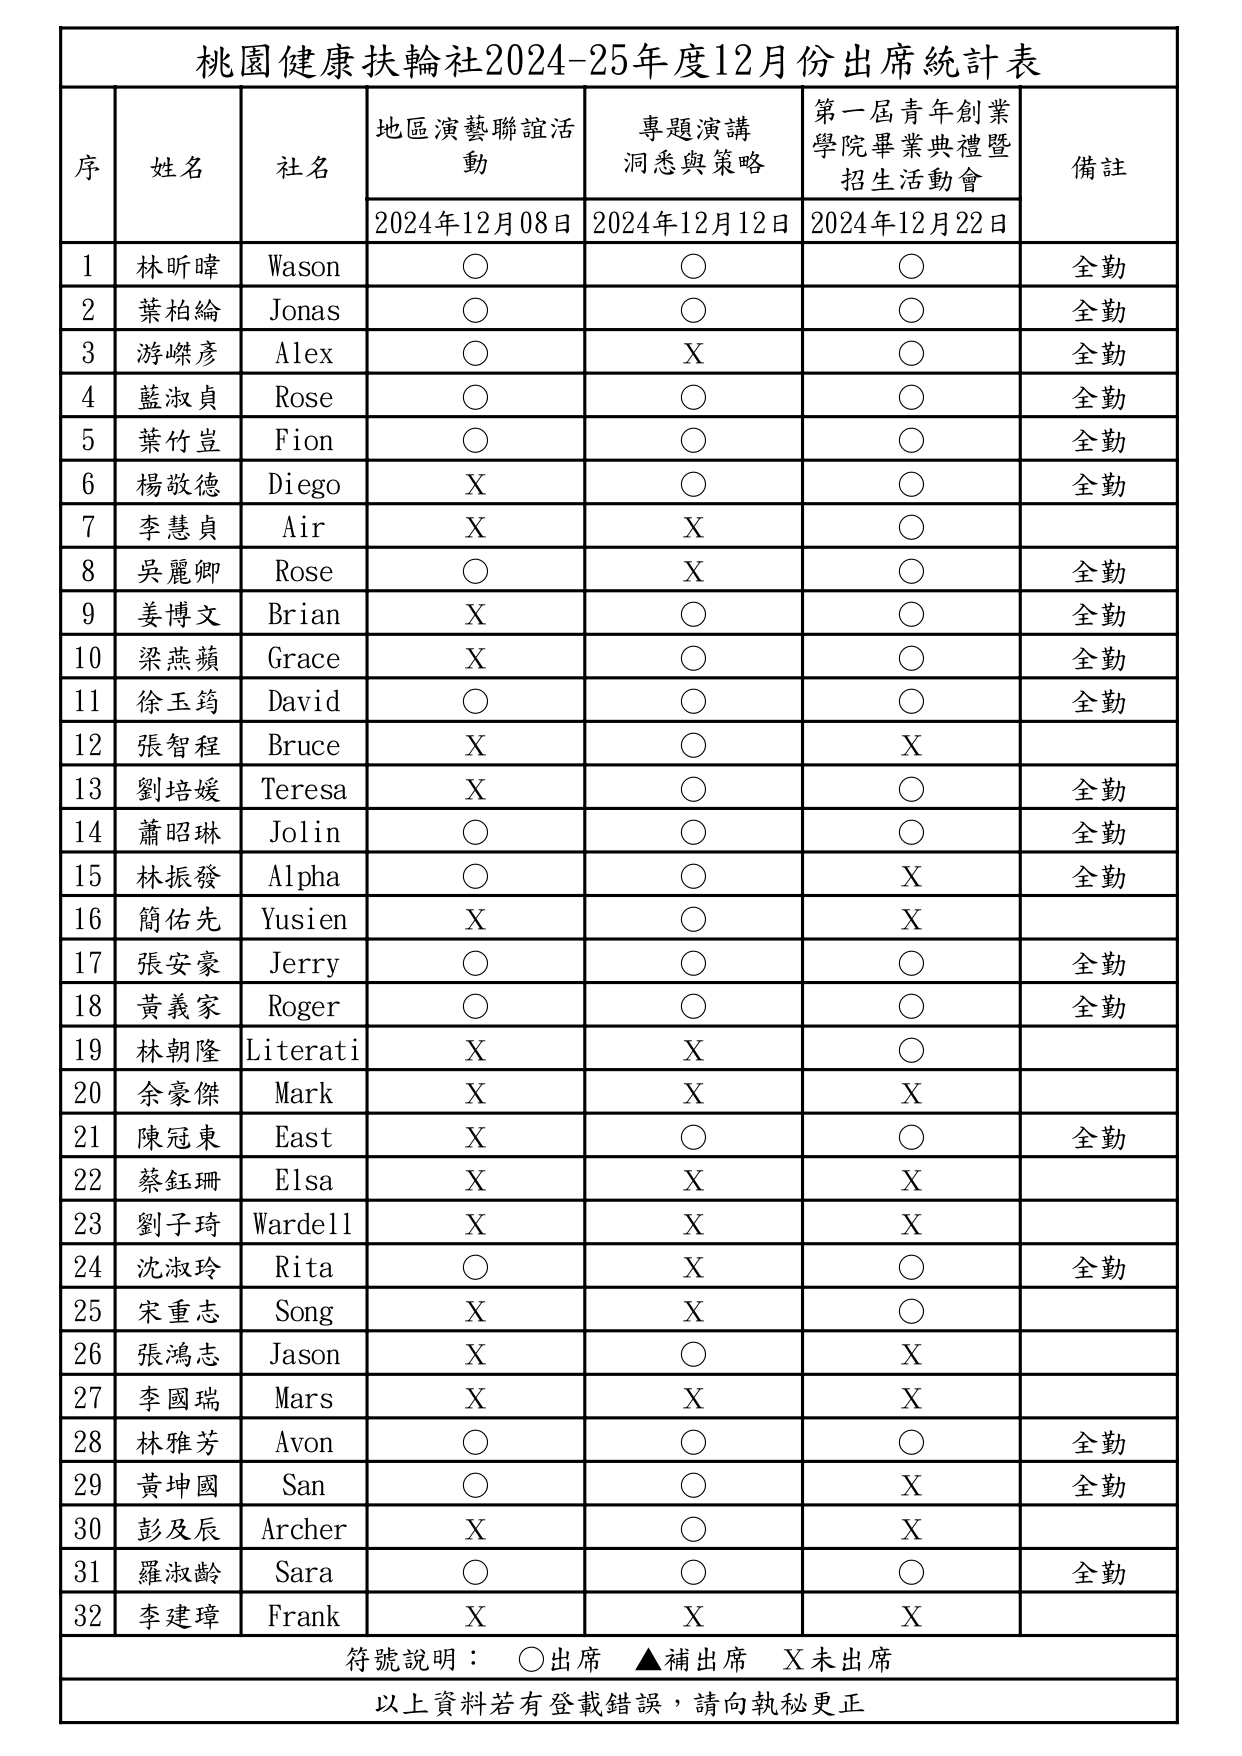 桃園健康扶輪社2024-25年度12月份出席統計表
序 姓名 社名 地區演藝聯誼活動 專題演講 洞悉與策略 第一屆青年創業學院畢業典禮暨招生活動會 備註
2024年12月08日 2024年12月12日 2024年12月22日
1 林昕暐 Wason ○ ○ ○ 全勤
2 葉柏綸 Jonas ○ ○ ○ 全勤
3 游嶸彥 Alex ○ X ○ 全勤
4 藍淑貞 Rose ○ ○ ○ 全勤
5 葉竹豈 Fion ○ ○ ○ 全勤
6 楊敬德 Diego X ○ ○ 全勤
7 李慧貞 Air X X ○
8 吳麗卿 Rose ○ X ○ 全勤
9 姜博文 Brian X ○ ○ 全勤
10 梁燕蘋 Grace X ○ ○ 全勤
11 徐玉筠 David ○ ○ ○ 全勤
12 張智程 Bruce X ○ X
13 劉培媛 Teresa X ○ ○ 全勤
14 蕭昭琳 Jolin ○ ○ ○ 全勤
15 林振發 Alpha ○ ○ X 全勤
16 簡佑先 Yusien X ○ X
17 張安豪 Jerry ○ ○ ○ 全勤
18 黃義家 Roger ○ ○ ○ 全勤
19 林朝隆 Literati X X ○
20 余豪傑 Mark X X X
21 陳冠東 East X ○ ○ 全勤
22 蔡鈺珊 Elsa X X X
23 劉子琦 Wardell X X X
24 沈淑玲 Rita ○ X ○ 全勤
25 宋重志 Song X X ○
26 張鴻志 Jason X ○ X
27 李國瑞 Mars X X X
28 林雅芳 Avon ○ ○ ○ 全勤
29 黃坤國 San ○ ○ X 全勤
30 彭及辰 Archer X ○ X
31 羅淑齡 Sara ○ ○ ○ 全勤
32 李建璋 Frank X X X
符號說明： ○出席 ▲補出席 X未出席
以上資料若有登載錯誤，請向執秘更正